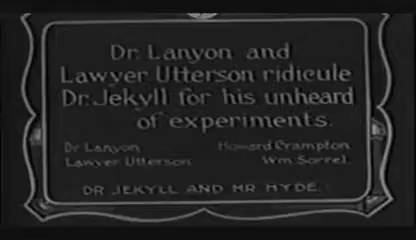 Dr. Lanyon and
Lawyer Utterson ridicule
Dr. Jekyll for his unheard
of experiments.
Dr Lanyon Howard Crampton
Lawyer Utterson Wm Sorrel.
DR JEKYLL AND MR HYDE.